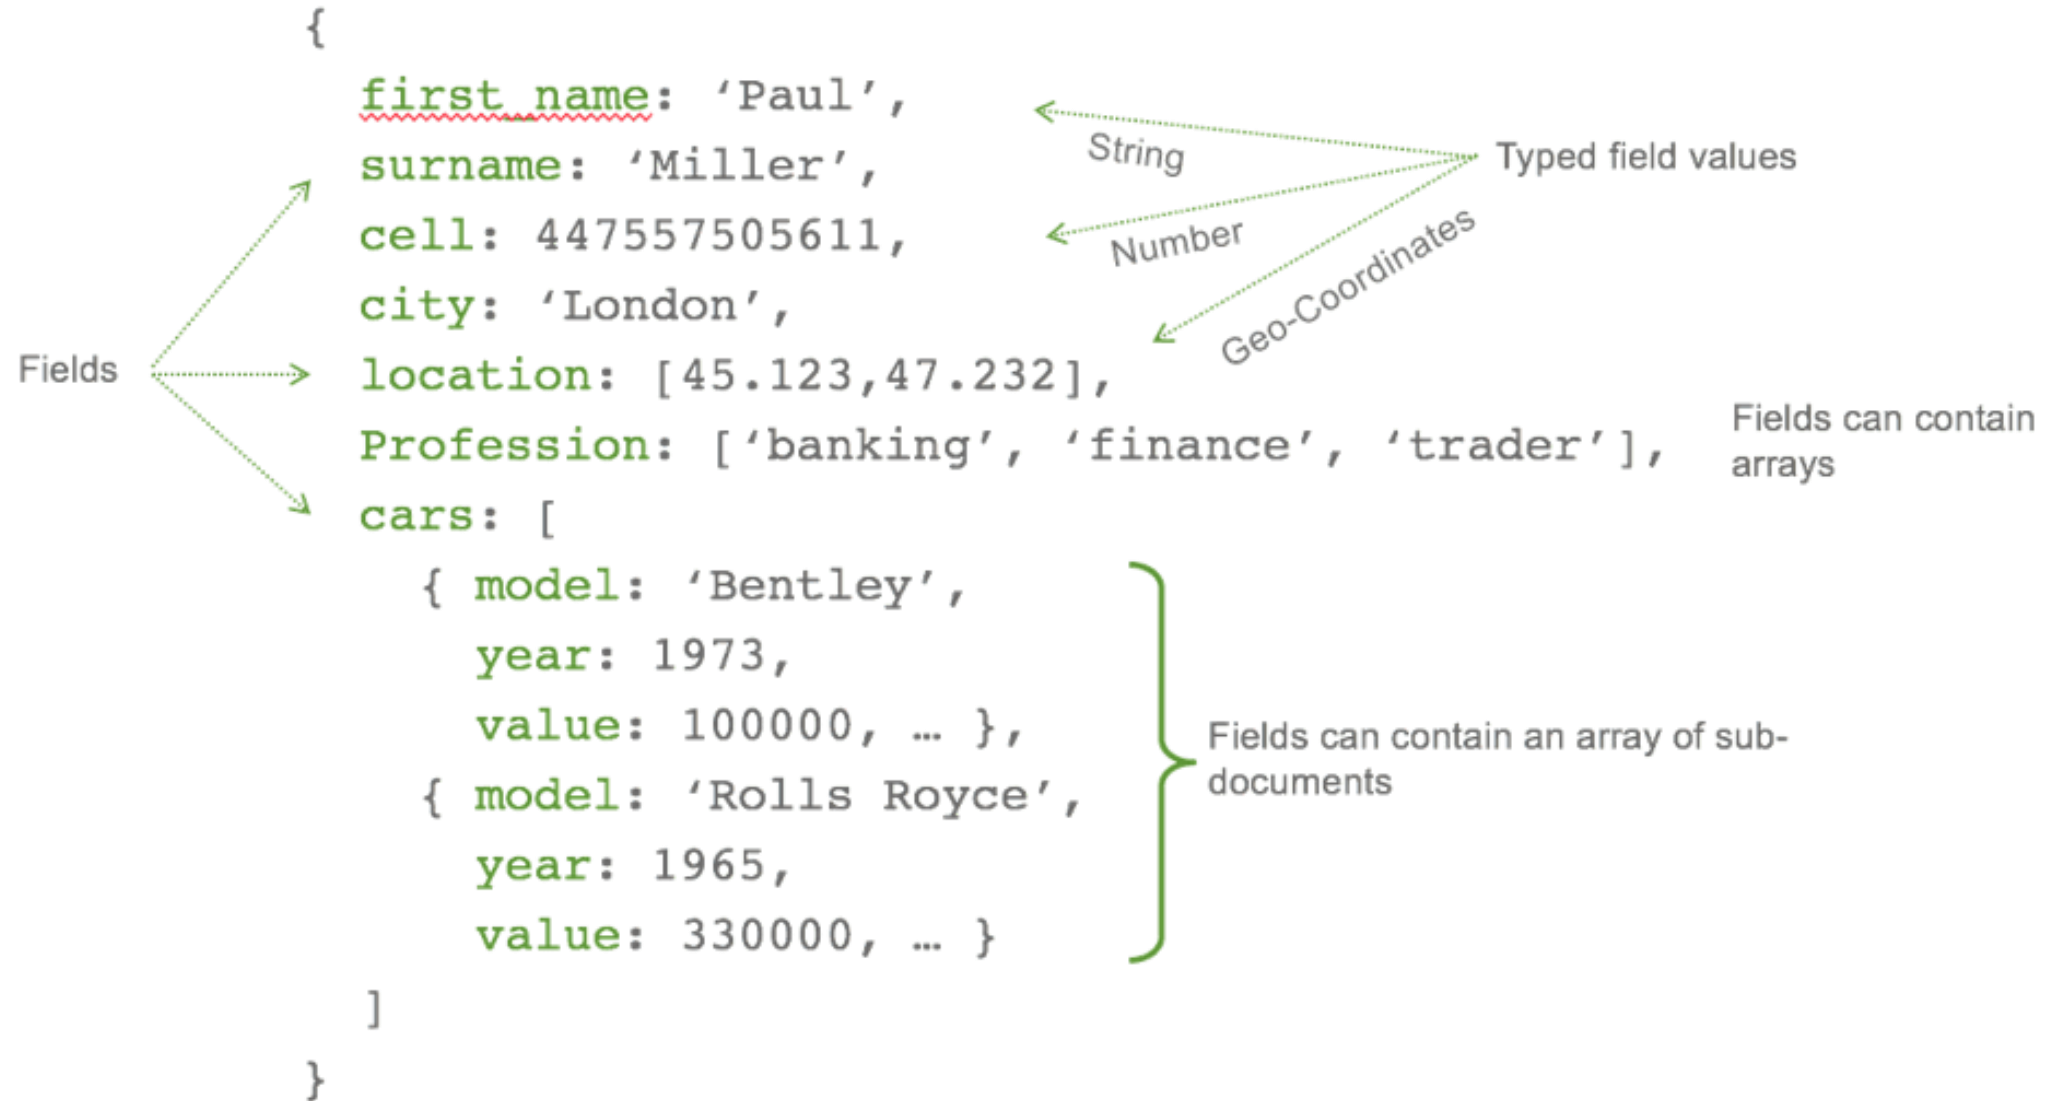 {
first_name: ‘Paul’,
surname: ‘Miller’,
cell: 447557505611,
city: ‘London’,
location: [45.123,47.232],
Profession: [‘banking’, ‘finance’, ‘trader’],
cars: [
{ model: ‘Bentley’,
year: 1973,
value: 100000, … },
{ model: ‘Rolls Royce’,
year: 1965,
value: 330000, … }
]
}
Fields
String
Number
Geo-Coordinates
Typed field values
Fields can contain
arrays
Fields can contain an array of sub-
documents